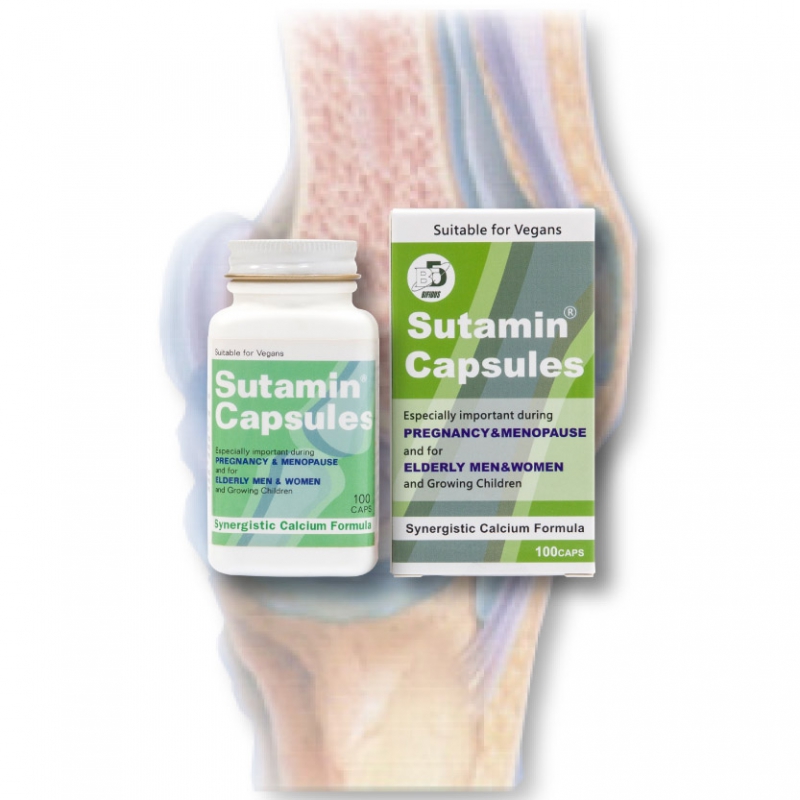 Suitable for Vegans
Sutamin®
Capsules
Especially important during
PREGNANCY & MENOPAUSE
and for
ELDERLY MEN & WOMEN
and Growing Children
100
CAPS
Synergistic Calcium Formula
Suitable for Vegans
B5
BIFIDUS
Sutamin®
Capsules
Especially important during
PREGNANCY&MENOPAUSE
and for
ELDERLY MEN&WOMEN
and Growing Children
Synergistic Calcium Formula
100CAPS